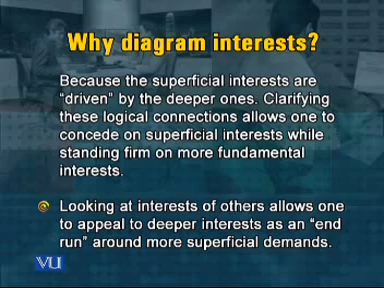 Why diagram interests?
Because the superficial interests are
“driven” by the deeper ones. Clarifying
these logical connections allows one to
concede on superficial interests while
standing firm on more fundamental
interests.
Looking at interests of others allows one
to appeal to deeper interests as an “end
run” around more superficial demands.
VU